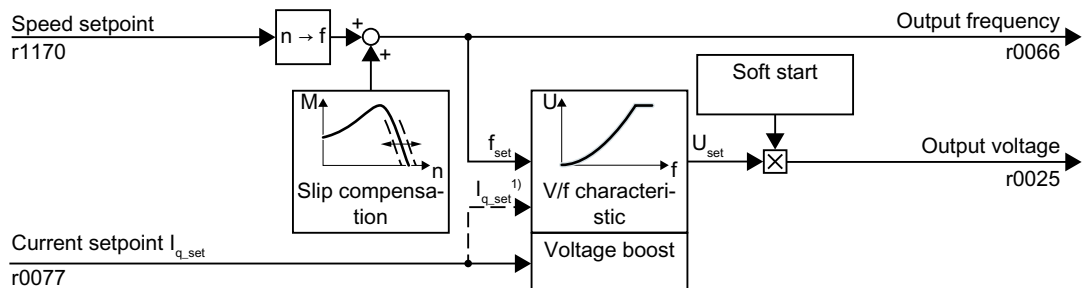 Speed setpoint
r1170
n → f
+
+
Output frequency
r0066
Soft start
M
n
Slip compensa-
tion
U
f
V/f characteri-
stic
f_set
I_q_set 1)
U_set
Output voltage
r0025
Current setpoint I_q_set
r0077
Voltage boost